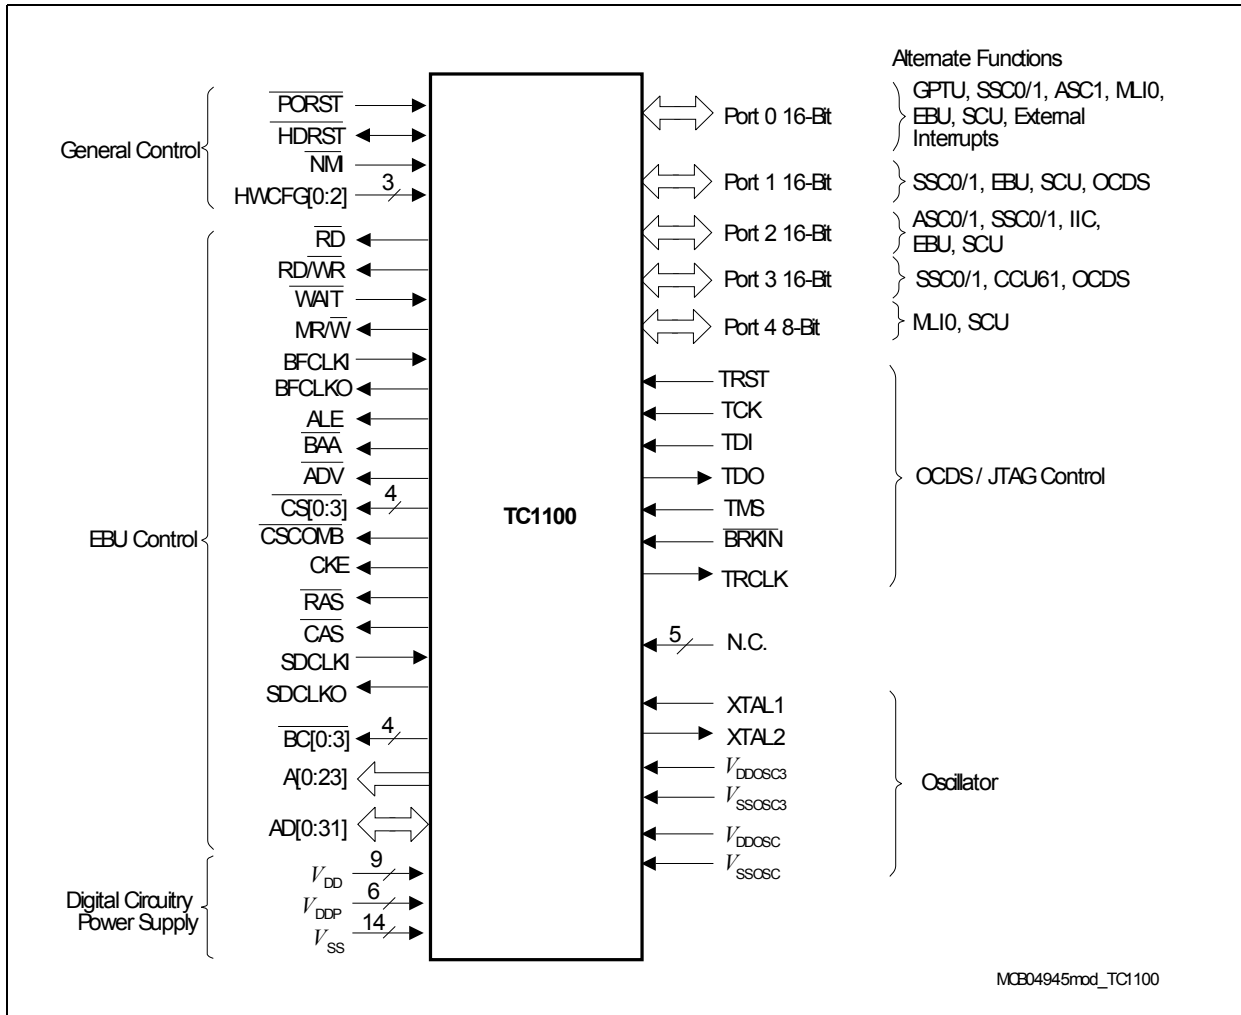 Alternate Functions
General Control
PORST
HDRST
NMI
HWCFG[0:2]
3
EBU Control
RD
RD/WR
WAIT
MR/W
BFCLKI
BFCLKO
ALE
BAA
ADV
CS[0:3]
4
CSCOMB
CKE
RAS
CAS
SDCLKI
SDCLKO
BC[0:3]
4
A[0:23]
AD[0:31]
Digital Circuitry
Power Supply
VDD
9
VDDP
6
VSS
14
TC1100
Port 0 16-Bit
GPTU, SSC0/1, ASC1, MLI0,
EBU, SCU, External
Interrupts
Port 1 16-Bit
SSC0/1, EBU, SCU, OCDS
Port 2 16-Bit
ASC0/1, SSC0/1, IIC,
EBU, SCU
Port 3 16-Bit
SSC0/1, CCU61, OCDS
Port 4 8-Bit
MLI0, SCU
TRST
TCK
TDI
TDO
TMS
BRKIN
TRCLK
OCDS / JTAG Control
5
N.C.
XTAL1
XTAL2
VDDOSC3
VSSOSC3
VDDOSC
VSSOSC
Oscillator
MCB04945mod_TC1100